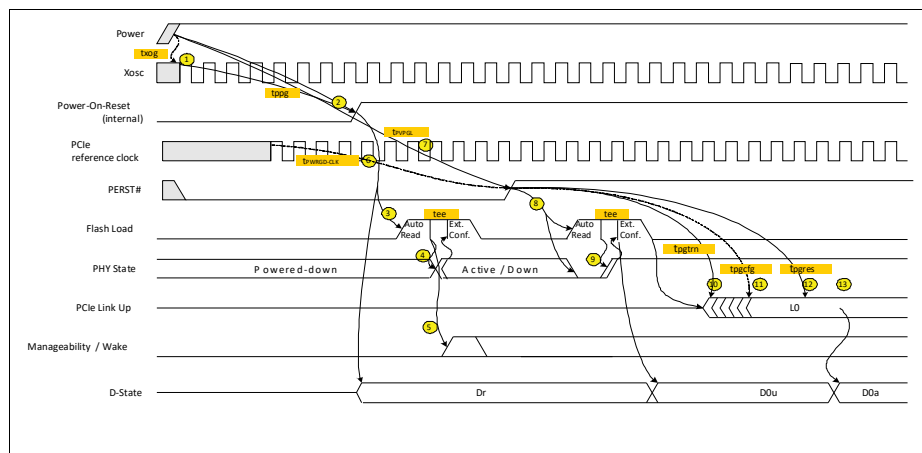 Power
txog
1
Xosc
tppg
2
Power-On-Reset
(internal)
tPVPGL
7
PCIe
reference clock
tPWRGD-CLK
6
PERST#
3
tee
8
tee
Flash Load
Auto
Read
Ext.
Conf.
Auto
Read
Ext.
Conf.
tpgtrn
4
9
PHY State
Powered-down
Active / Down
tpgcfg
tpgres
10
11
12
13
PCIe Link Up
L0
5
Manageability / Wake
D-State
Dr
D0u
D0a